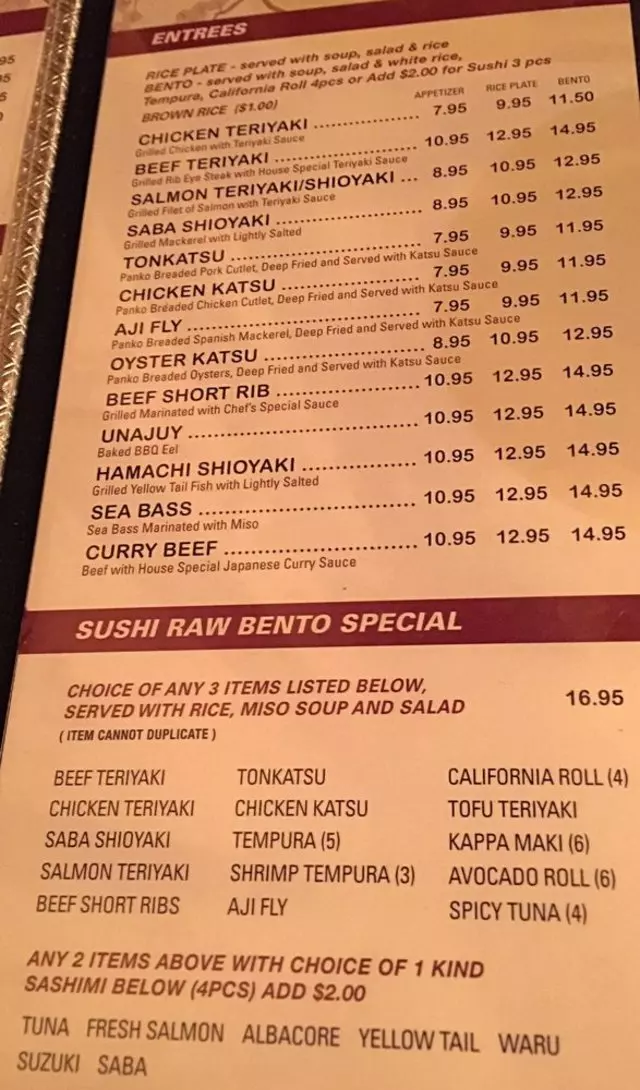 95
95
5
ENTREES
RICE PLATE - served with soup, salad & rice
BENTO - served with soup, salad & white rice,
Tempura, California Roll 4pcs or Add $2.00 for Sushi 3 pcs
BROWN RICE ($1.00)
APPETIZER RICE PLATE BENTO
CHICKEN TERIYAKI .................. 7.95 9.95 11.50
Grilled Chicken with Teriyaki Sauce
BEEF TERIYAKI ........................ 10.95 12.95 14.95
Grilled Rib Eye Steak with House Special Teriyaki Sauce
SALMON TERIYAKI/SHIOYAKI ... 8.95 10.95 12.95
Grilled Filet of Salmon with Teriyaki Sauce
SABA SHIOYAKI ........................ 8.95 10.95 12.95
Grilled Mackerel with Lightly Salted
TONKATSU ................................ 7.95 9.95 11.95
Panko Breaded Pork Cutlet, Deep Fried and Served with Katsu Sauce
CHICKEN KATSU ........................ 7.95 9.95 11.95
Panko Breaded Chicken Cutlet, Deep Fried and Served with Katsu Sauce
AJI FLY ........................................ 7.95 9.95 11.95
Panko Breaded Spanish Mackerel, Deep Fried and Served with Katsu Sauce
OYSTER KATSU ........................ 8.95 10.95 12.95
Panko Breaded Oysters, Deep Fried and Served with Katsu Sauce
BEEF SHORT RIB ........................ 10.95 12.95 14.95
Grilled Marinated with Chef's Special Sauce
UNAJUY ........................................ 10.95 12.95 14.95
Baked BBQ Eel
HAMACHI SHIOYAKI .................. 10.95 12.95 14.95
Grilled Yellow Tail Fish with Lightly Salted
SEA BASS .................................... 10.95 12.95 14.95
Sea Bass Marinated with Miso
CURRY BEEF ................................ 10.95 12.95 14.95
Beef with House Special Japanese Curry Sauce
SUSHI RAW BENTO SPECIAL
CHOICE OF ANY 3 ITEMS LISTED BELOW, 16.95
SERVED WITH RICE, MISO SOUP AND SALAD
( ITEM CANNOT DUPLICATE )
BEEF TERIYAKI TONKATSU CALIFORNIA ROLL (4)
CHICKEN TERIYAKI CHICKEN KATSU TOFU TERIYAKI
SABA SHIOYAKI TEMPURA (5) KAPPA MAKI (6)
SALMON TERIYAKI SHRIMP TEMPURA (3) AVOCADO ROLL (6)
BEEF SHORT RIBS AJI FLY SPICY TUNA (4)
ANY 2 ITEMS ABOVE WITH CHOICE OF 1 KIND
SASHIMI BELOW (4PCS) ADD $2.00
TUNA FRESH SALMON ALBACORE YELLOW TAIL WARU
SUZUKI SABA